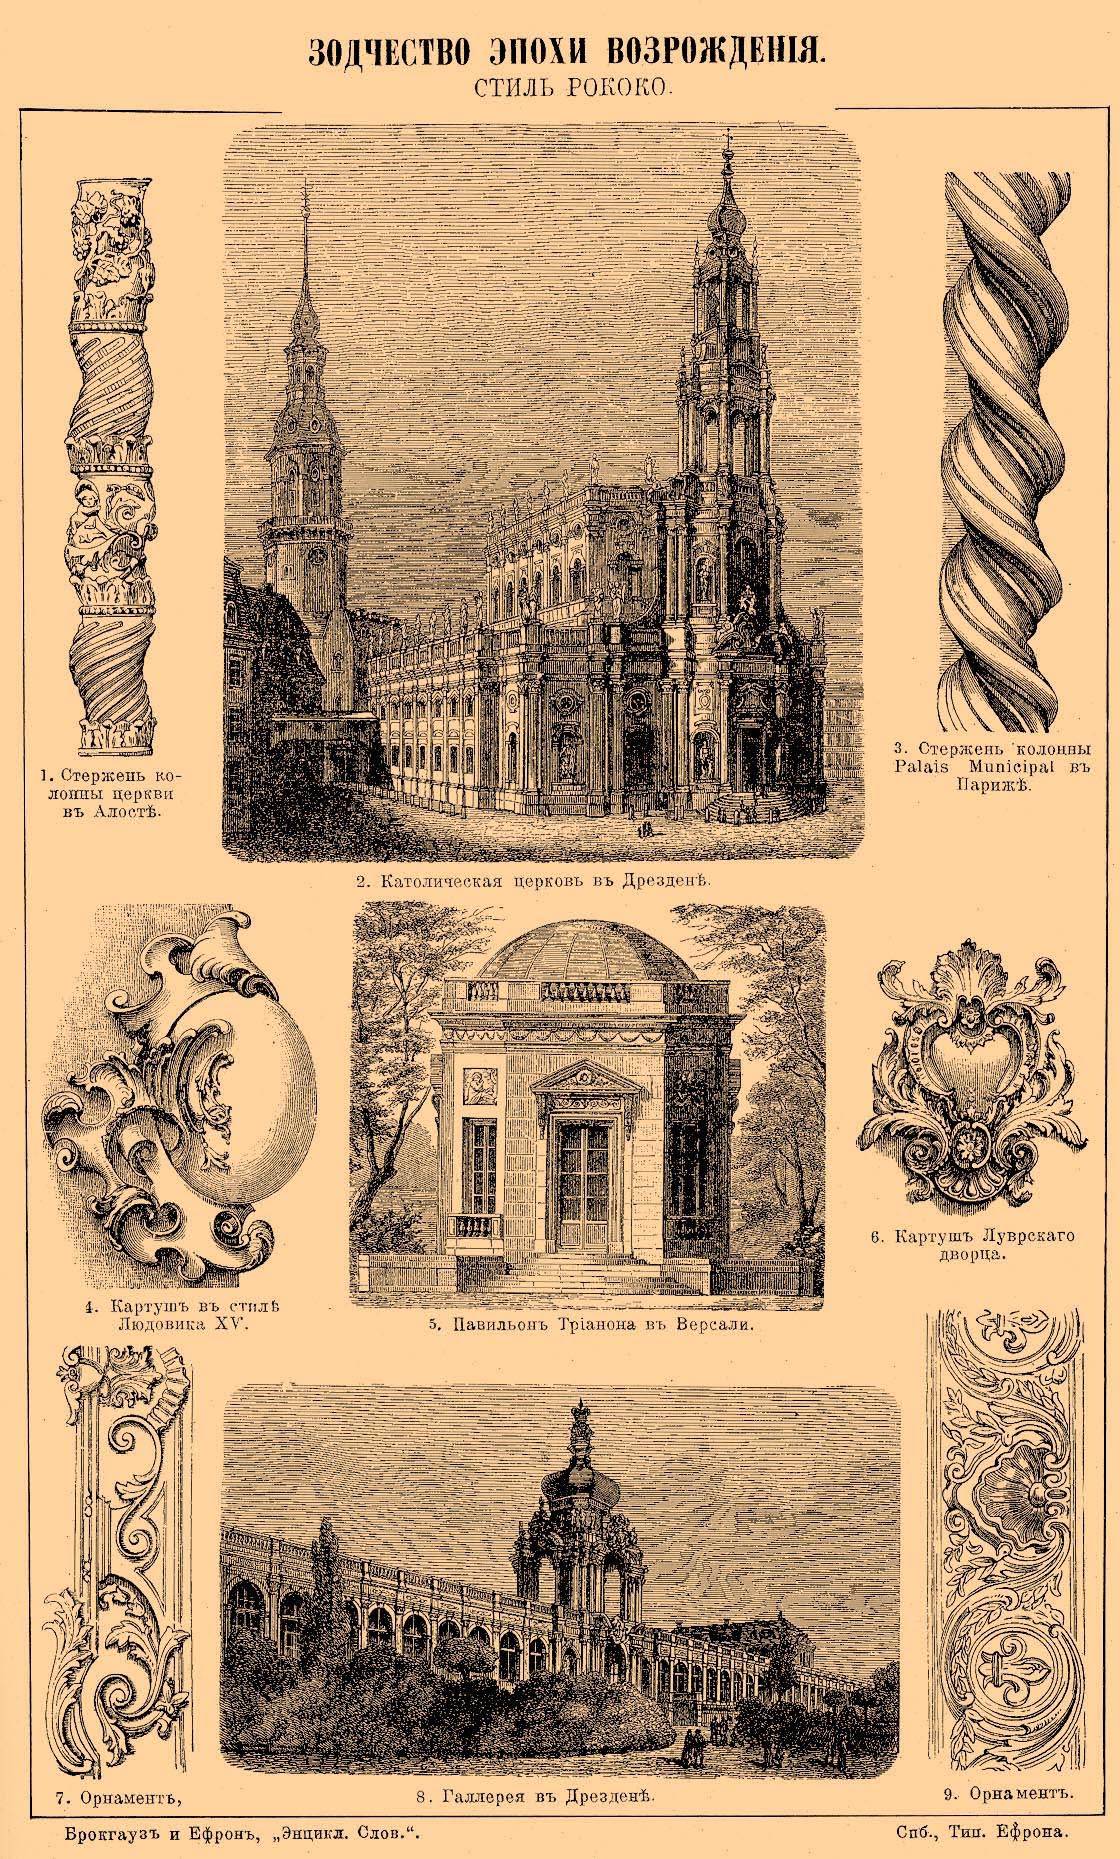 ЗОДЧЕСТВО ЭПОХИ ВОЗРОЖДЕНІЯ.
СТИЛЬ РОКОКО.
1. Стержень ко-
лонны церкви
въ Алостѣ.
2. Католическая церковь въ Дрезденѣ.
3. Стержень колонны
Palais Municipal въ
Парижѣ.
4. Картушъ въ стилѣ
Людовика XV.
5. Павильонъ Тріанона въ Версали.
6. Картушъ Луврскаго
дворца.
7. Орнаментъ,
8. Галлерея въ Дрезденѣ.
9. Орнаментъ.
Брокгаузъ и Ефронъ, „Энцикл. Слов.“.
Спб., Тип. Ефрона.